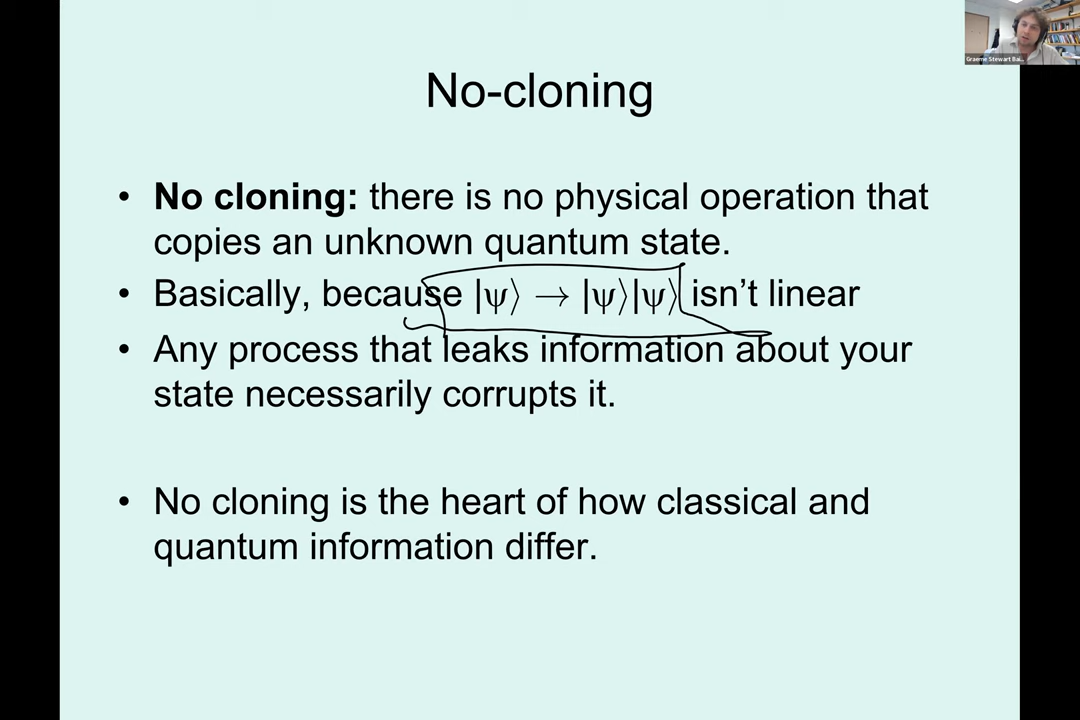 Graeme Stewart Bai...
No-cloning
• No cloning: there is no physical operation that
copies an unknown quantum state.
• Basically, because |ψ⟩ → |ψ⟩|ψ⟩ isn't linear
• Any process that leaks information about your
state necessarily corrupts it.
• No cloning is the heart of how classical and
quantum information differ.